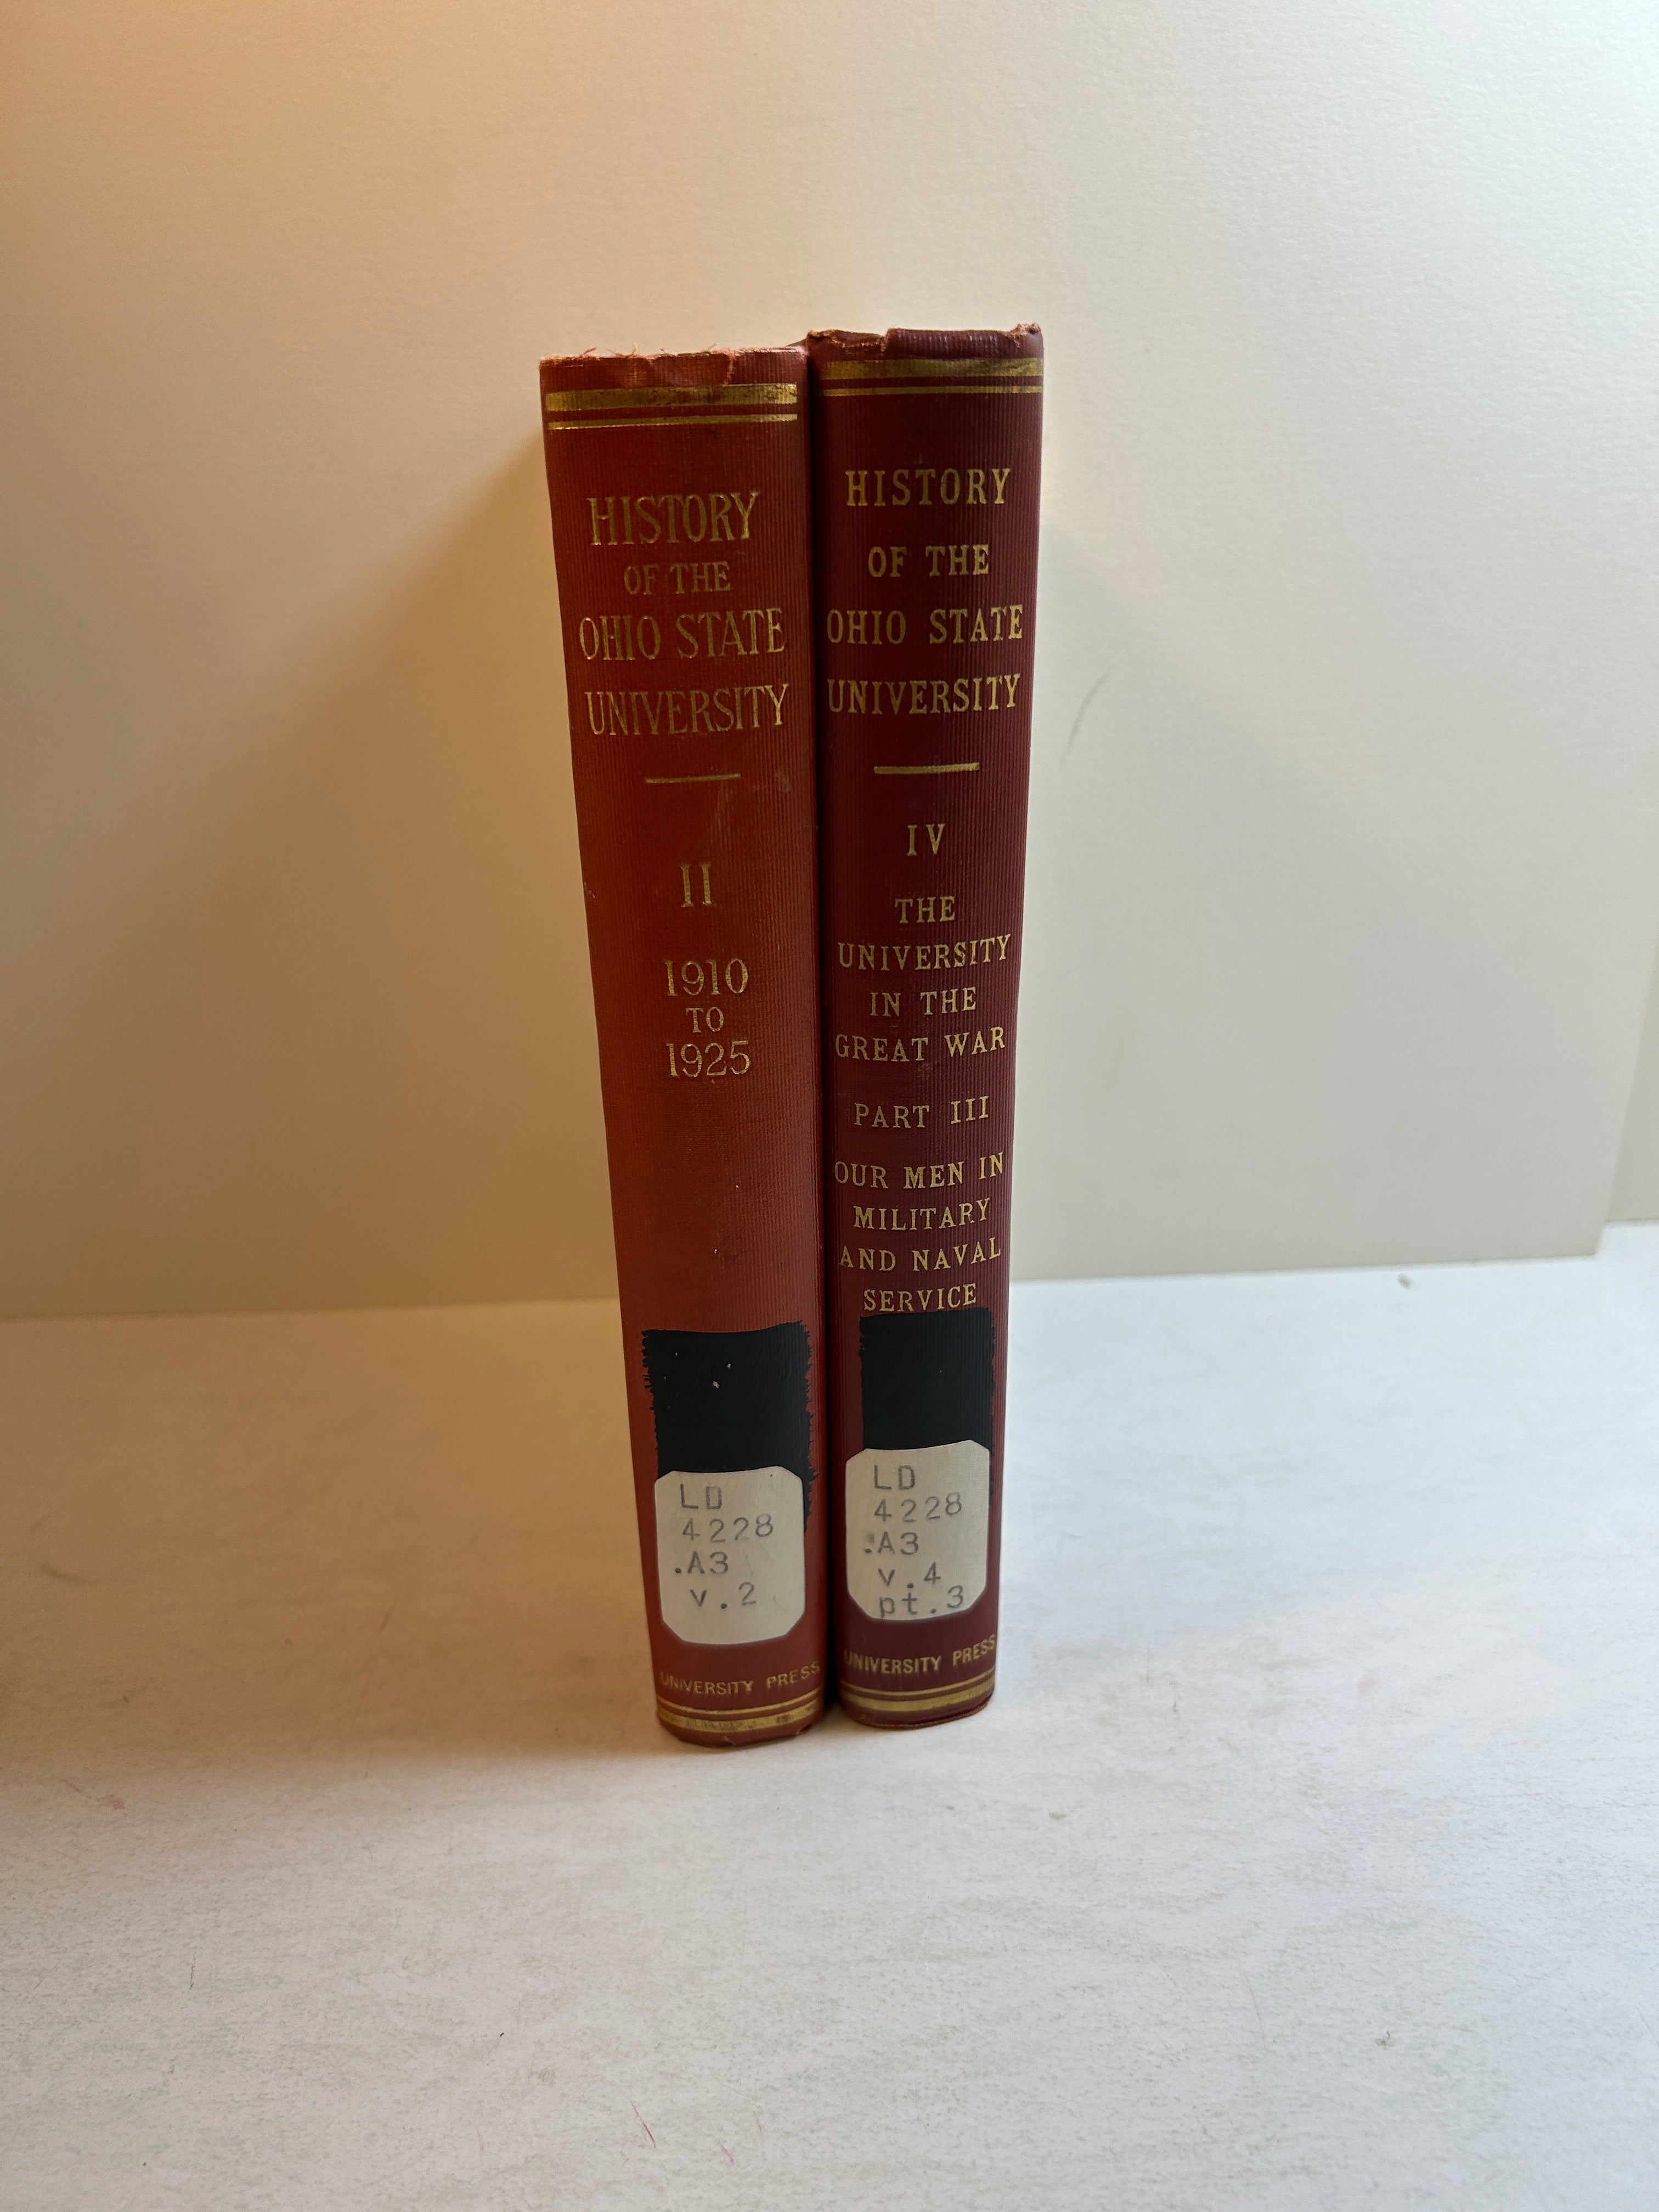 HISTORY
OF THE
OHIO STATE
UNIVERSITY
II
1910
TO
1925
LD
4228
.A3
v.2
UNIVERSITY PRESS
HISTORY
OF THE
OHIO STATE
UNIVERSITY
IV
THE
UNIVERSITY
IN THE
GREAT WAR
PART III
OUR MEN IN
MILITARY
AND NAVAL
SERVICE
LD
4228
.A3
v.4
pt.3
UNIVERSITY PRESS